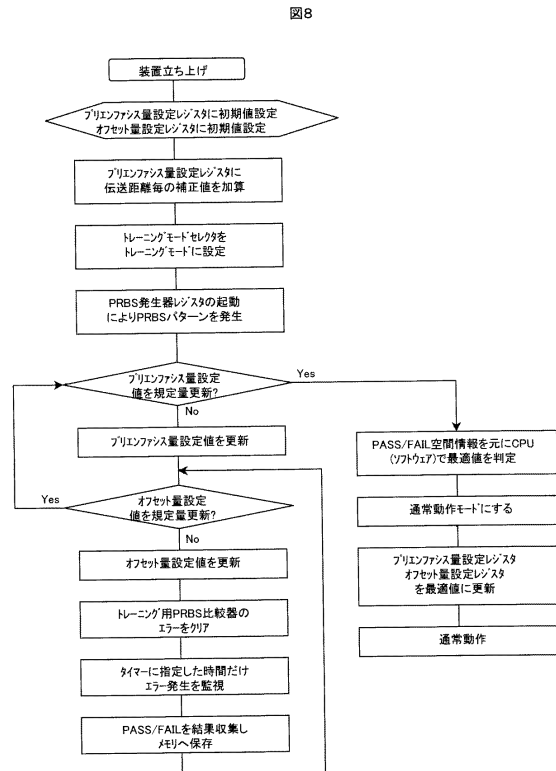 図8
装置立ち上げ
プリエンファシス量設定レジスタに初期値設定
オフセット量設定レジスタに初期値設定
プリエンファシス量設定レジスタに
伝送距離毎の補正値を加算
トレーニングモードセレクタを
トレーニングモードに設定
PRBS発生器レジスタの起動
によりPRBSパターンを発生
プリエンファシス量設定
値を規定量更新?
Yes
No
プリエンファシス量設定値を更新
オフセット量設定
値を規定量更新?
Yes
No
オフセット量設定値を更新
トレーニング用PRBS比較器の
エラーをクリア
タイマーに指定した時間だけ
エラー発生を監視
PASS/FAILを結果収集し
メモリへ保存
PASS/FAIL空間情報を元にCPU
(ソフトウェア)で最適値を判定
通常動作モードにする
プリエンファシス量設定レジスタ
オフセット量設定レジスタ
を最適値に更新
通常動作